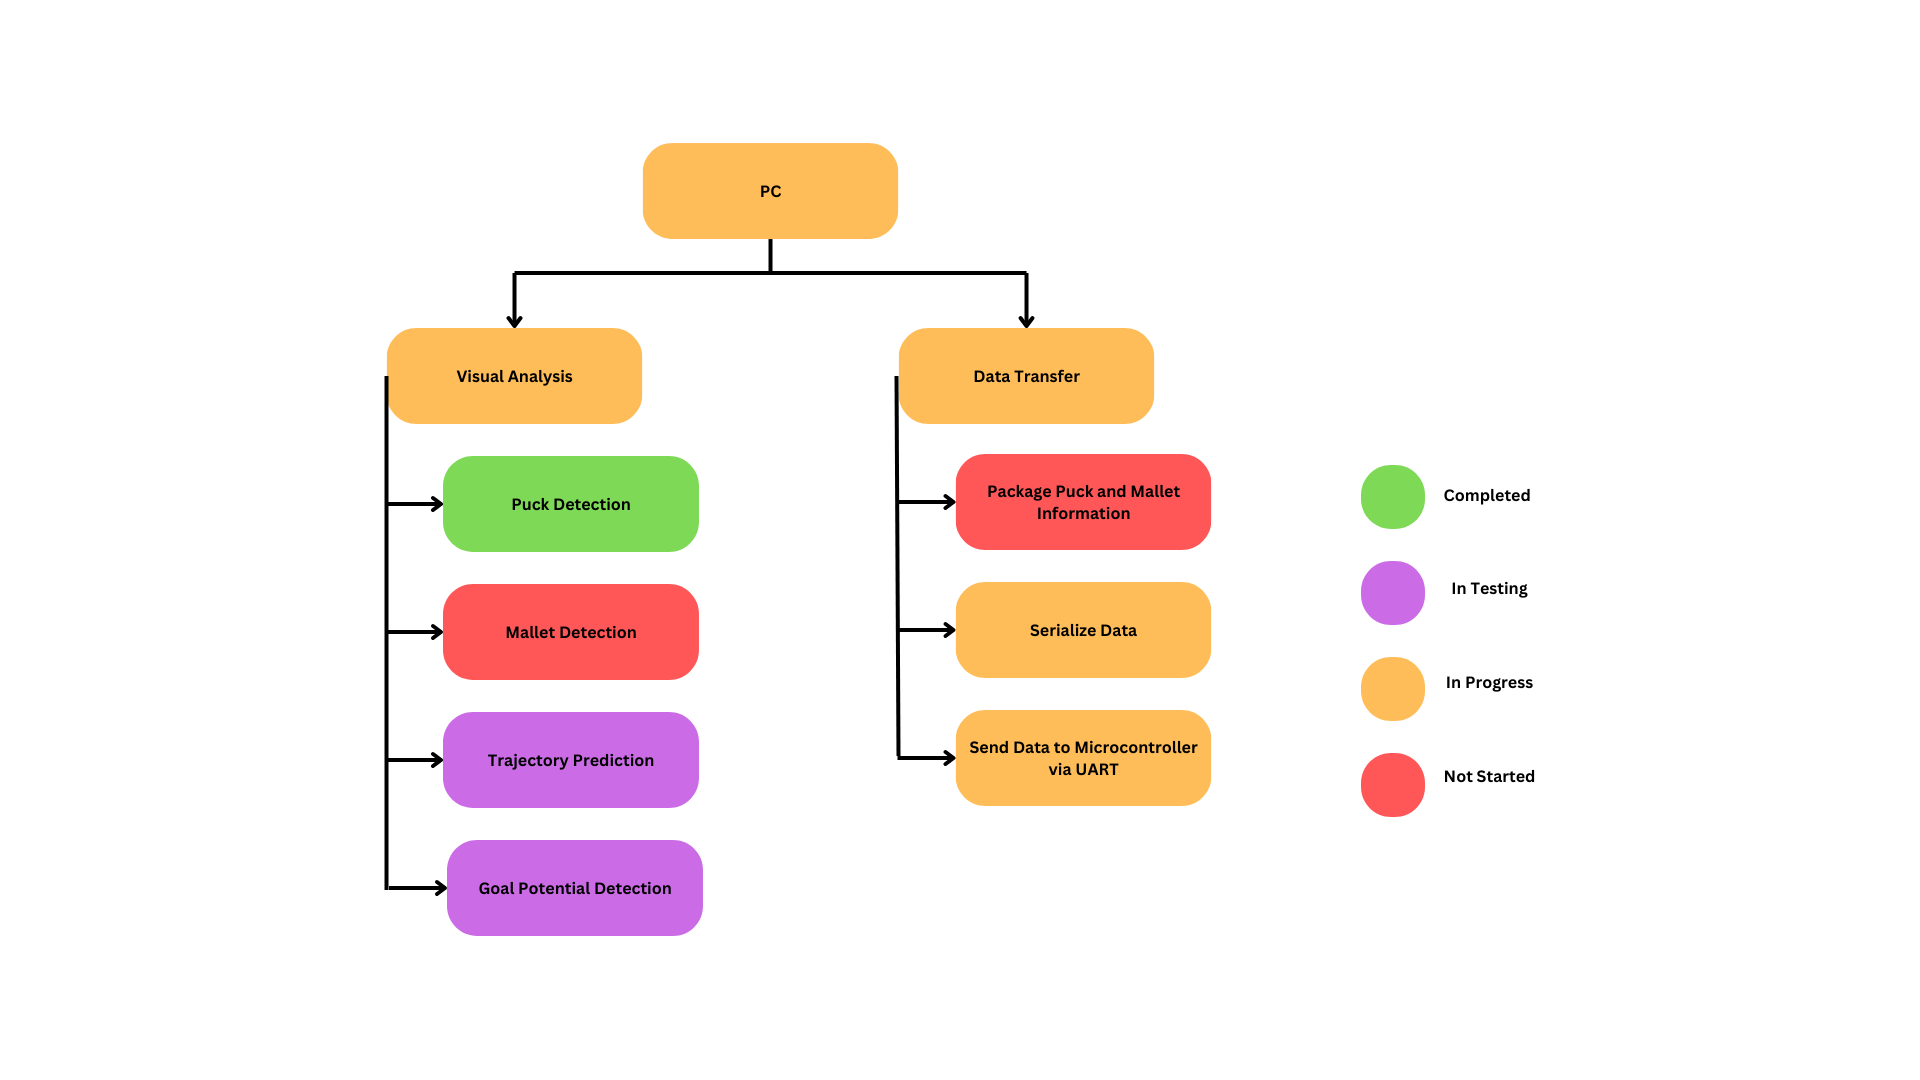 PC
Visual Analysis
Puck Detection
Mallet Detection
Trajectory Prediction
Goal Potential Detection
Data Transfer
Package Puck and Mallet
Information
Serialize Data
Send Data to Microcontroller
via UART
Completed
In Testing
In Progress
Not Started